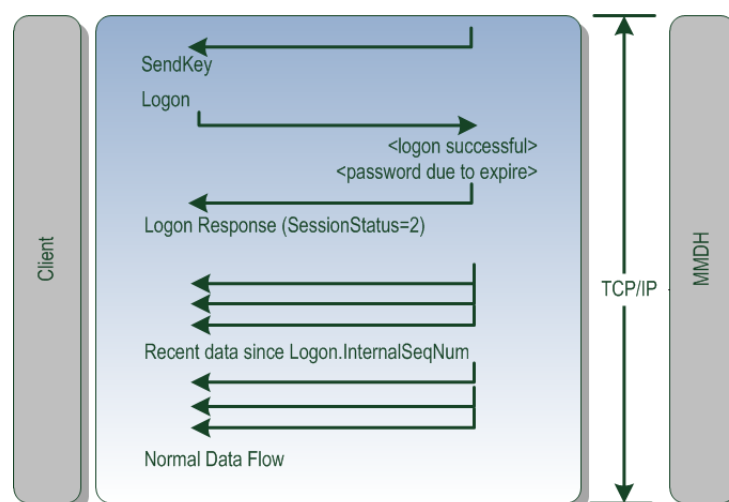 SendKey
Logon
<logon successful>
<password due to expire>
Logon Response (SessionStatus=2)
Client
TCP/IP
MMDH
Recent data since Logon.InternalSeqNum
Normal Data Flow